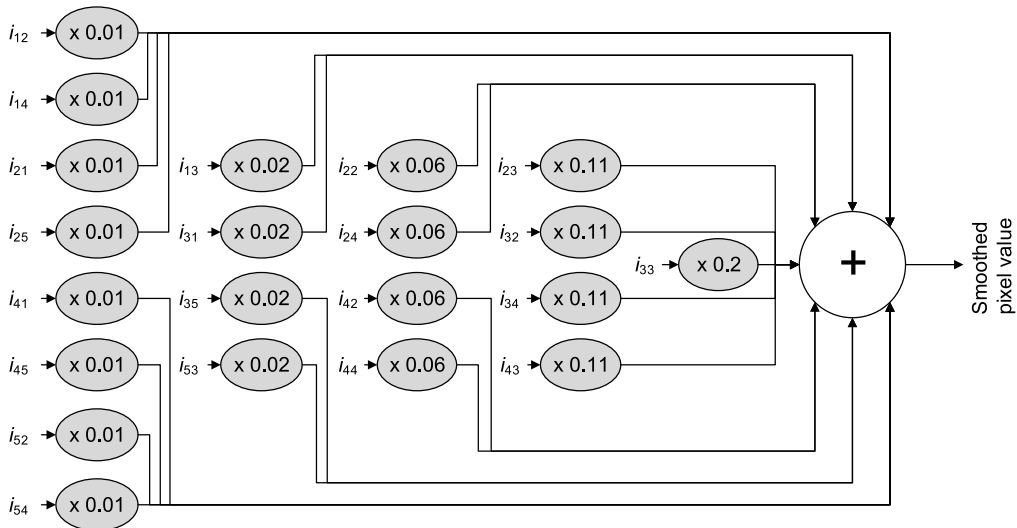 i12 x 0.01
i14 x 0.01
i21 x 0.01 i13 x 0.02 i22 x 0.06 i23 x 0.11
i25 x 0.01 i31 x 0.02 i24 x 0.06 i32 x 0.11
i33 x 0.2 + Smoothed
pixel value
i41 x 0.01 i35 x 0.02 i42 x 0.06 i34 x 0.11
i45 x 0.01 i53 x 0.02 i44 x 0.06 i43 x 0.11
i52 x 0.01
i54 x 0.01